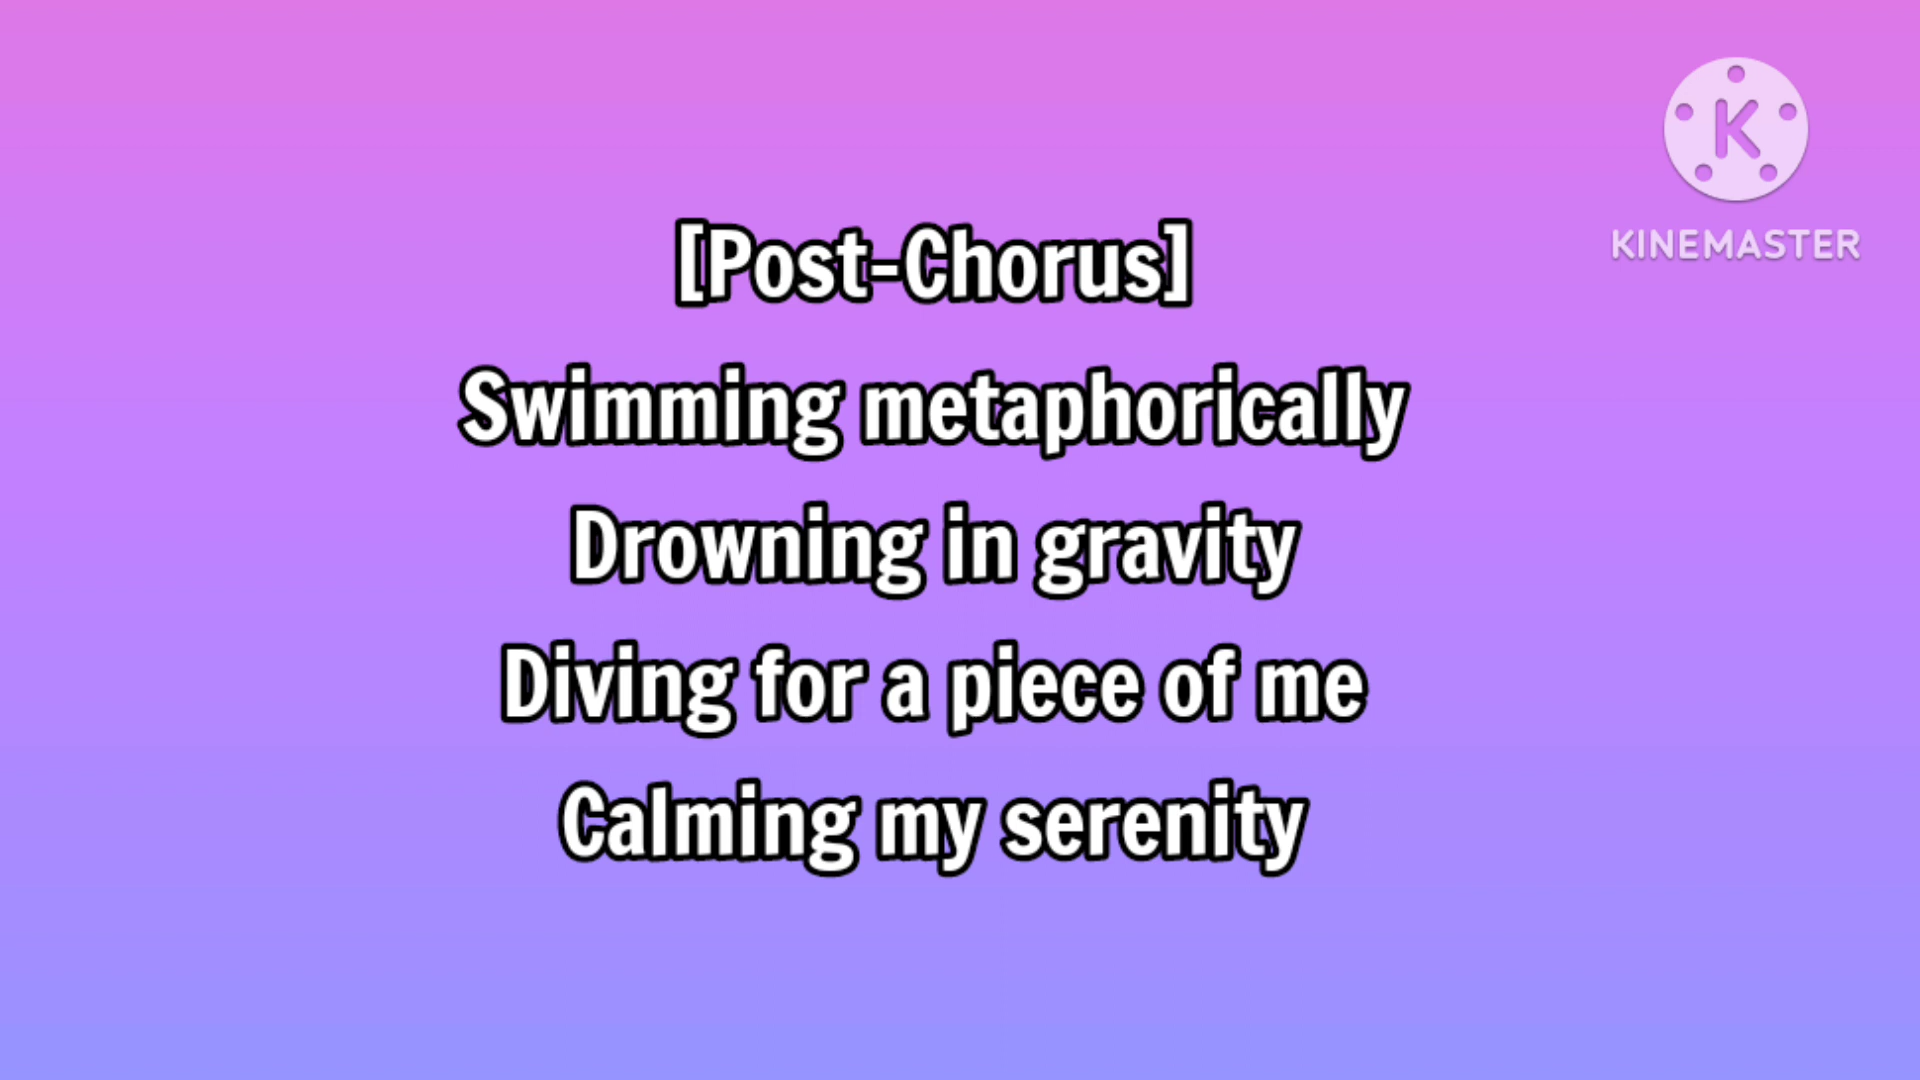 K
KINEMASTER
[Post-Chorus]
Swimming metaphorically
Drowning in gravity
Diving for a piece of me
Calming my serenity